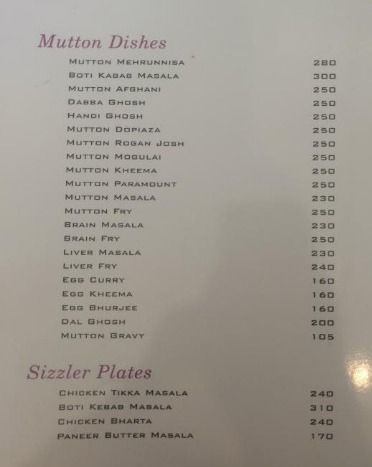 Mutton Dishes
Mutton Mehrunnisa 280
Boti Kabab Masala 300
Mutton Afghani 250
Dabba Ghosh 250
Handi Ghosh 250
Mutton Dopiaza 250
Mutton Rogan Josh 250
Mutton Mogulai 250
Mutton Kheema 250
Mutton Paramount 250
Mutton Masala 230
Mutton Fry 250
Brain Masala 230
Brain Fry 250
Liver Masala 230
Liver Fry 240
Egg Curry 160
Egg Kheema 160
Egg Bhurjee 160
Dal Ghosh 200
Mutton Gravy 105
Sizzler Plates
Chicken Tikka Masala 240
Boti Kebab Masala 310
Chicken Bharta 240
Paneer Butter Masala 170